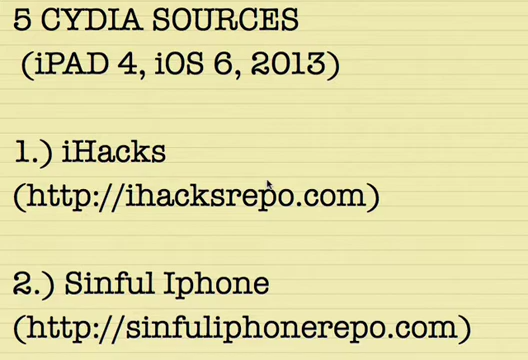 5 CYDIA SOURCES
(iPAD 4, iOS 6, 2013)
1.) iHacks
(http://ihacksrepo.com)
2.) Sinful Iphone
(http://sinfuliphonerepo.com)